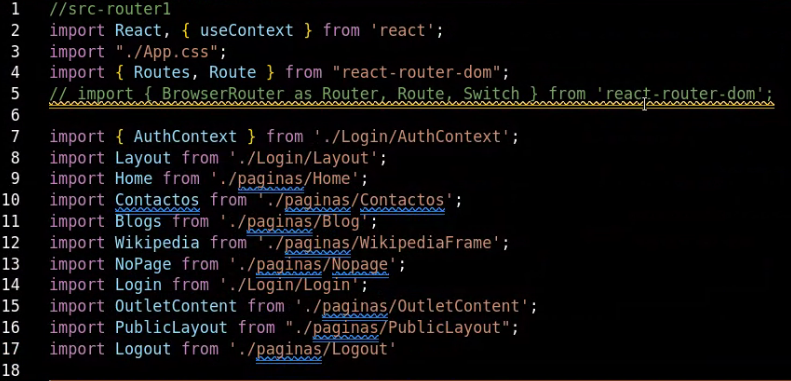 1 //src-router1
2 import React, { useContext } from 'react';
3 import "./App.css";
4 import { Routes, Route } from "react-router-dom";
5 // import { BrowserRouter as Router, Route, Switch } from 'react-router-dom';
6
7 import { AuthContext } from './Login/AuthContext';
8 import Layout from './Login/Layout';
9 import Home from './paginas/Home';
10 import Contactos from './paginas/Contactos';
11 import Blogs from './paginas/Blog';
12 import Wikipedia from './paginas/WikipediaFrame';
13 import NoPage from './paginas/Nopage';
14 import Login from './Login/Login';
15 import OutletContent from './paginas/OutletContent';
16 import PublicLayout from "./paginas/PublicLayout";
17 import Logout from './paginas/Logout'
18